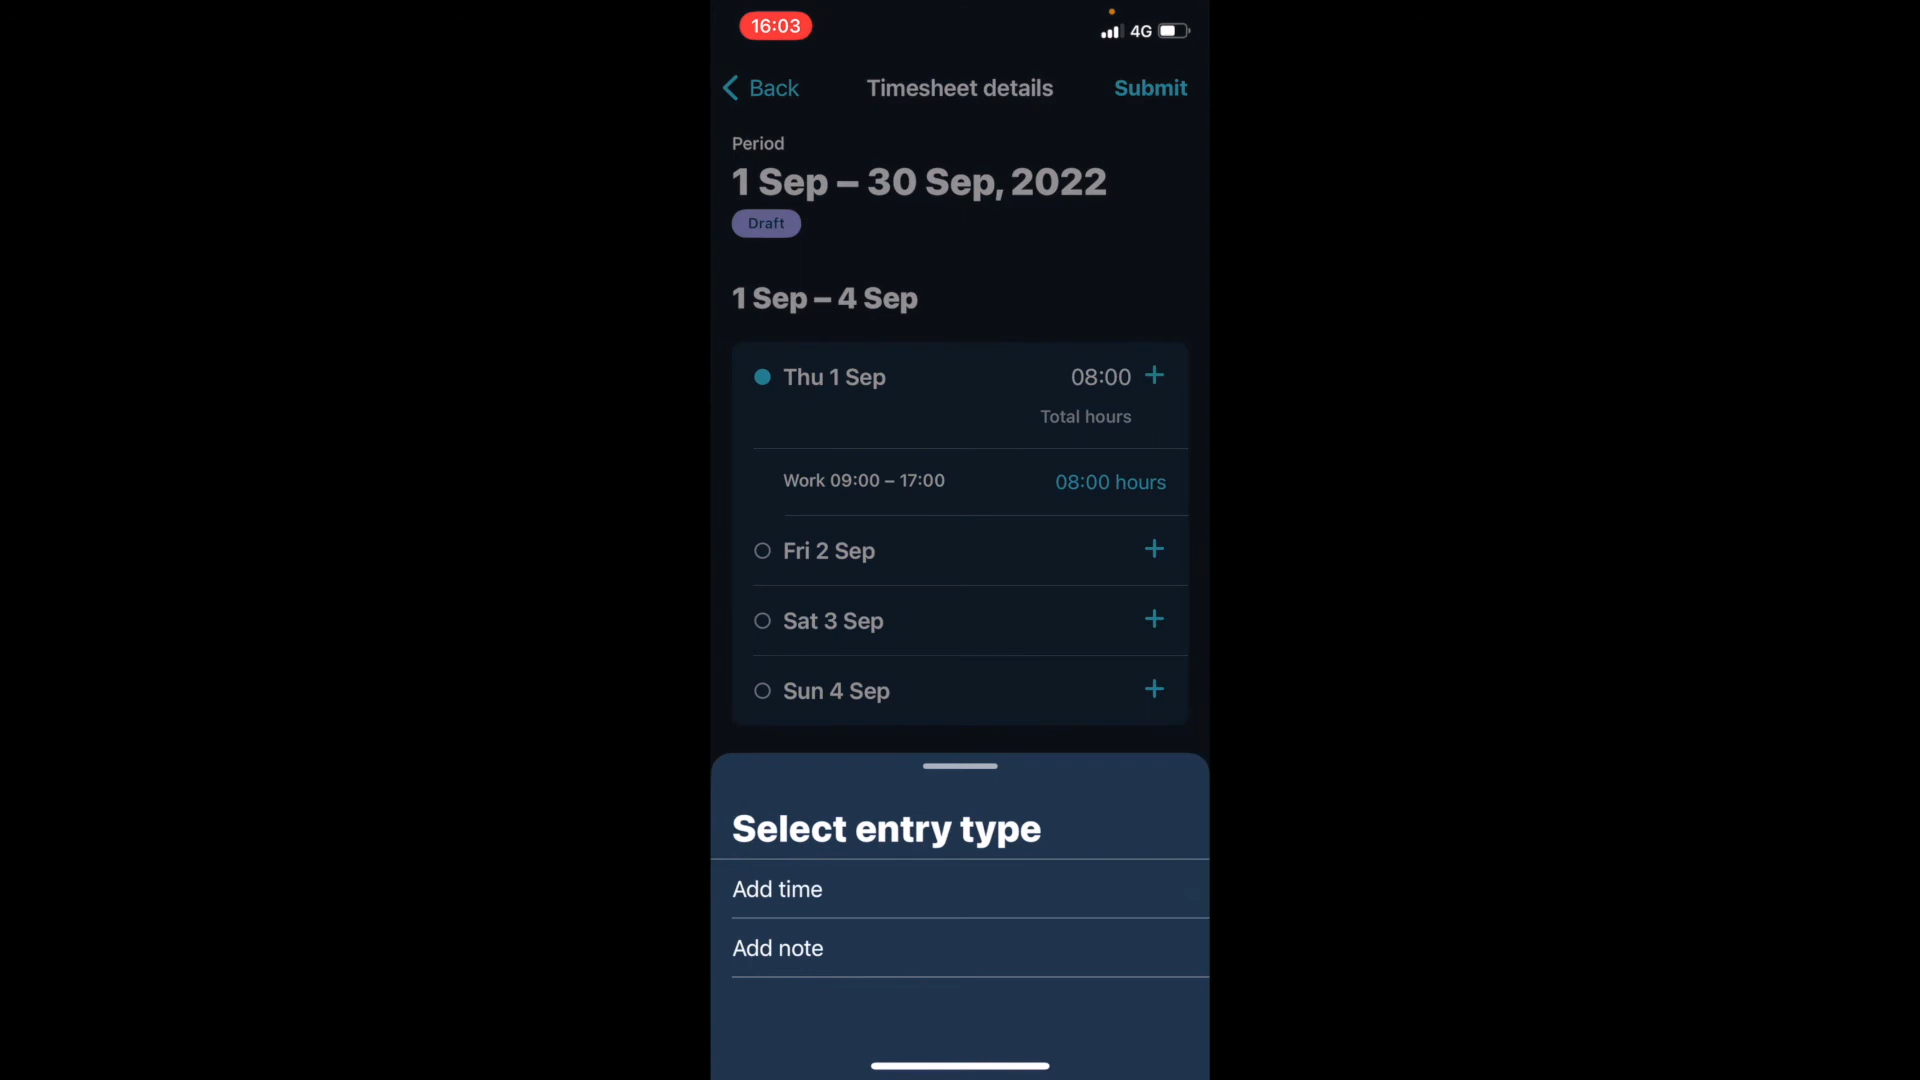 16:03
4G
Back
Timesheet details
Submit
Period
1 Sep – 30 Sep, 2022
Draft
1 Sep – 4 Sep
Thu 1 Sep
08:00 +
Total hours
Work 09:00 – 17:00
08:00 hours
Fri 2 Sep
+
Sat 3 Sep
+
Sun 4 Sep
+
Select entry type
Add time
Add note